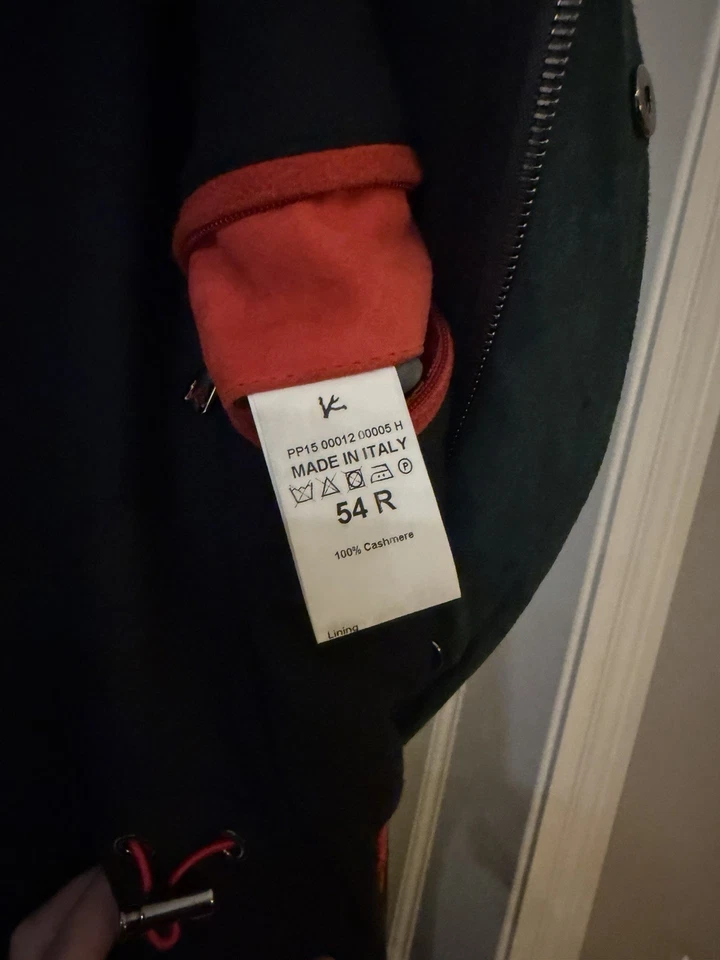 K
PP15 00012 00005 H
MADE IN ITALY
P
54 R
100% Cashmere
Lining